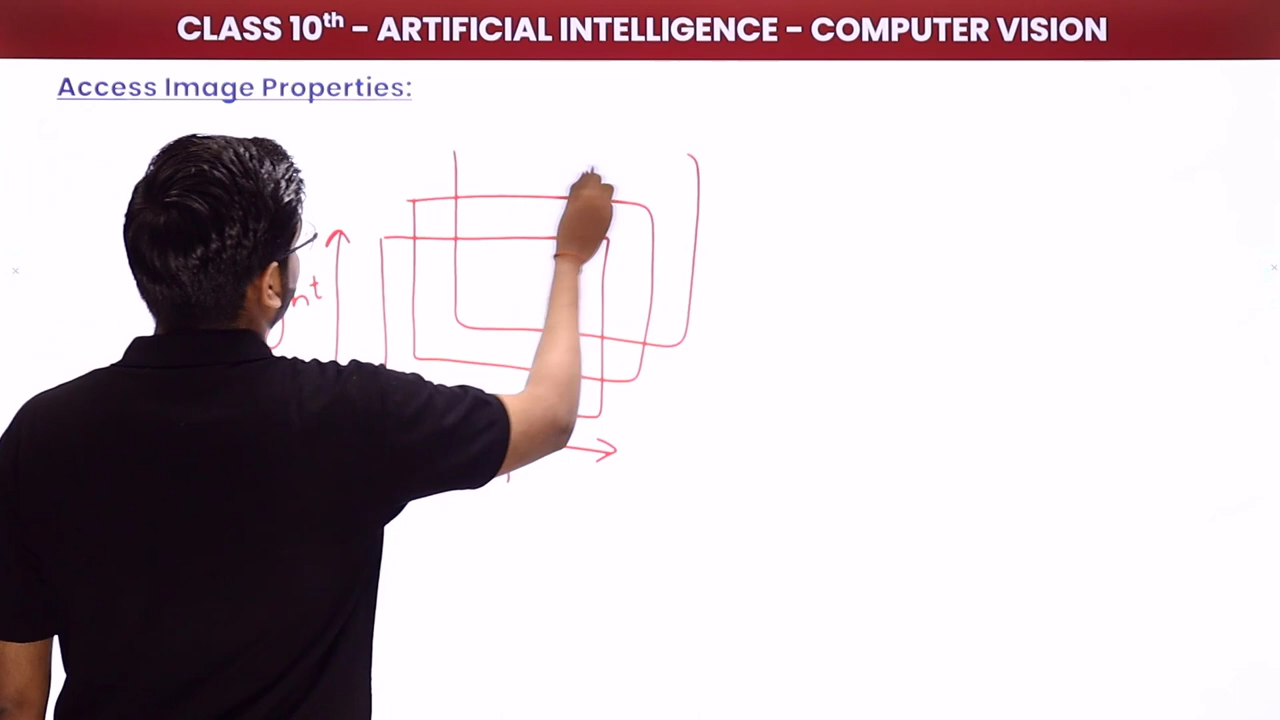 CLASS 10th – ARTIFICIAL INTELLIGENCE – COMPUTER VISION
Access Image Properties: